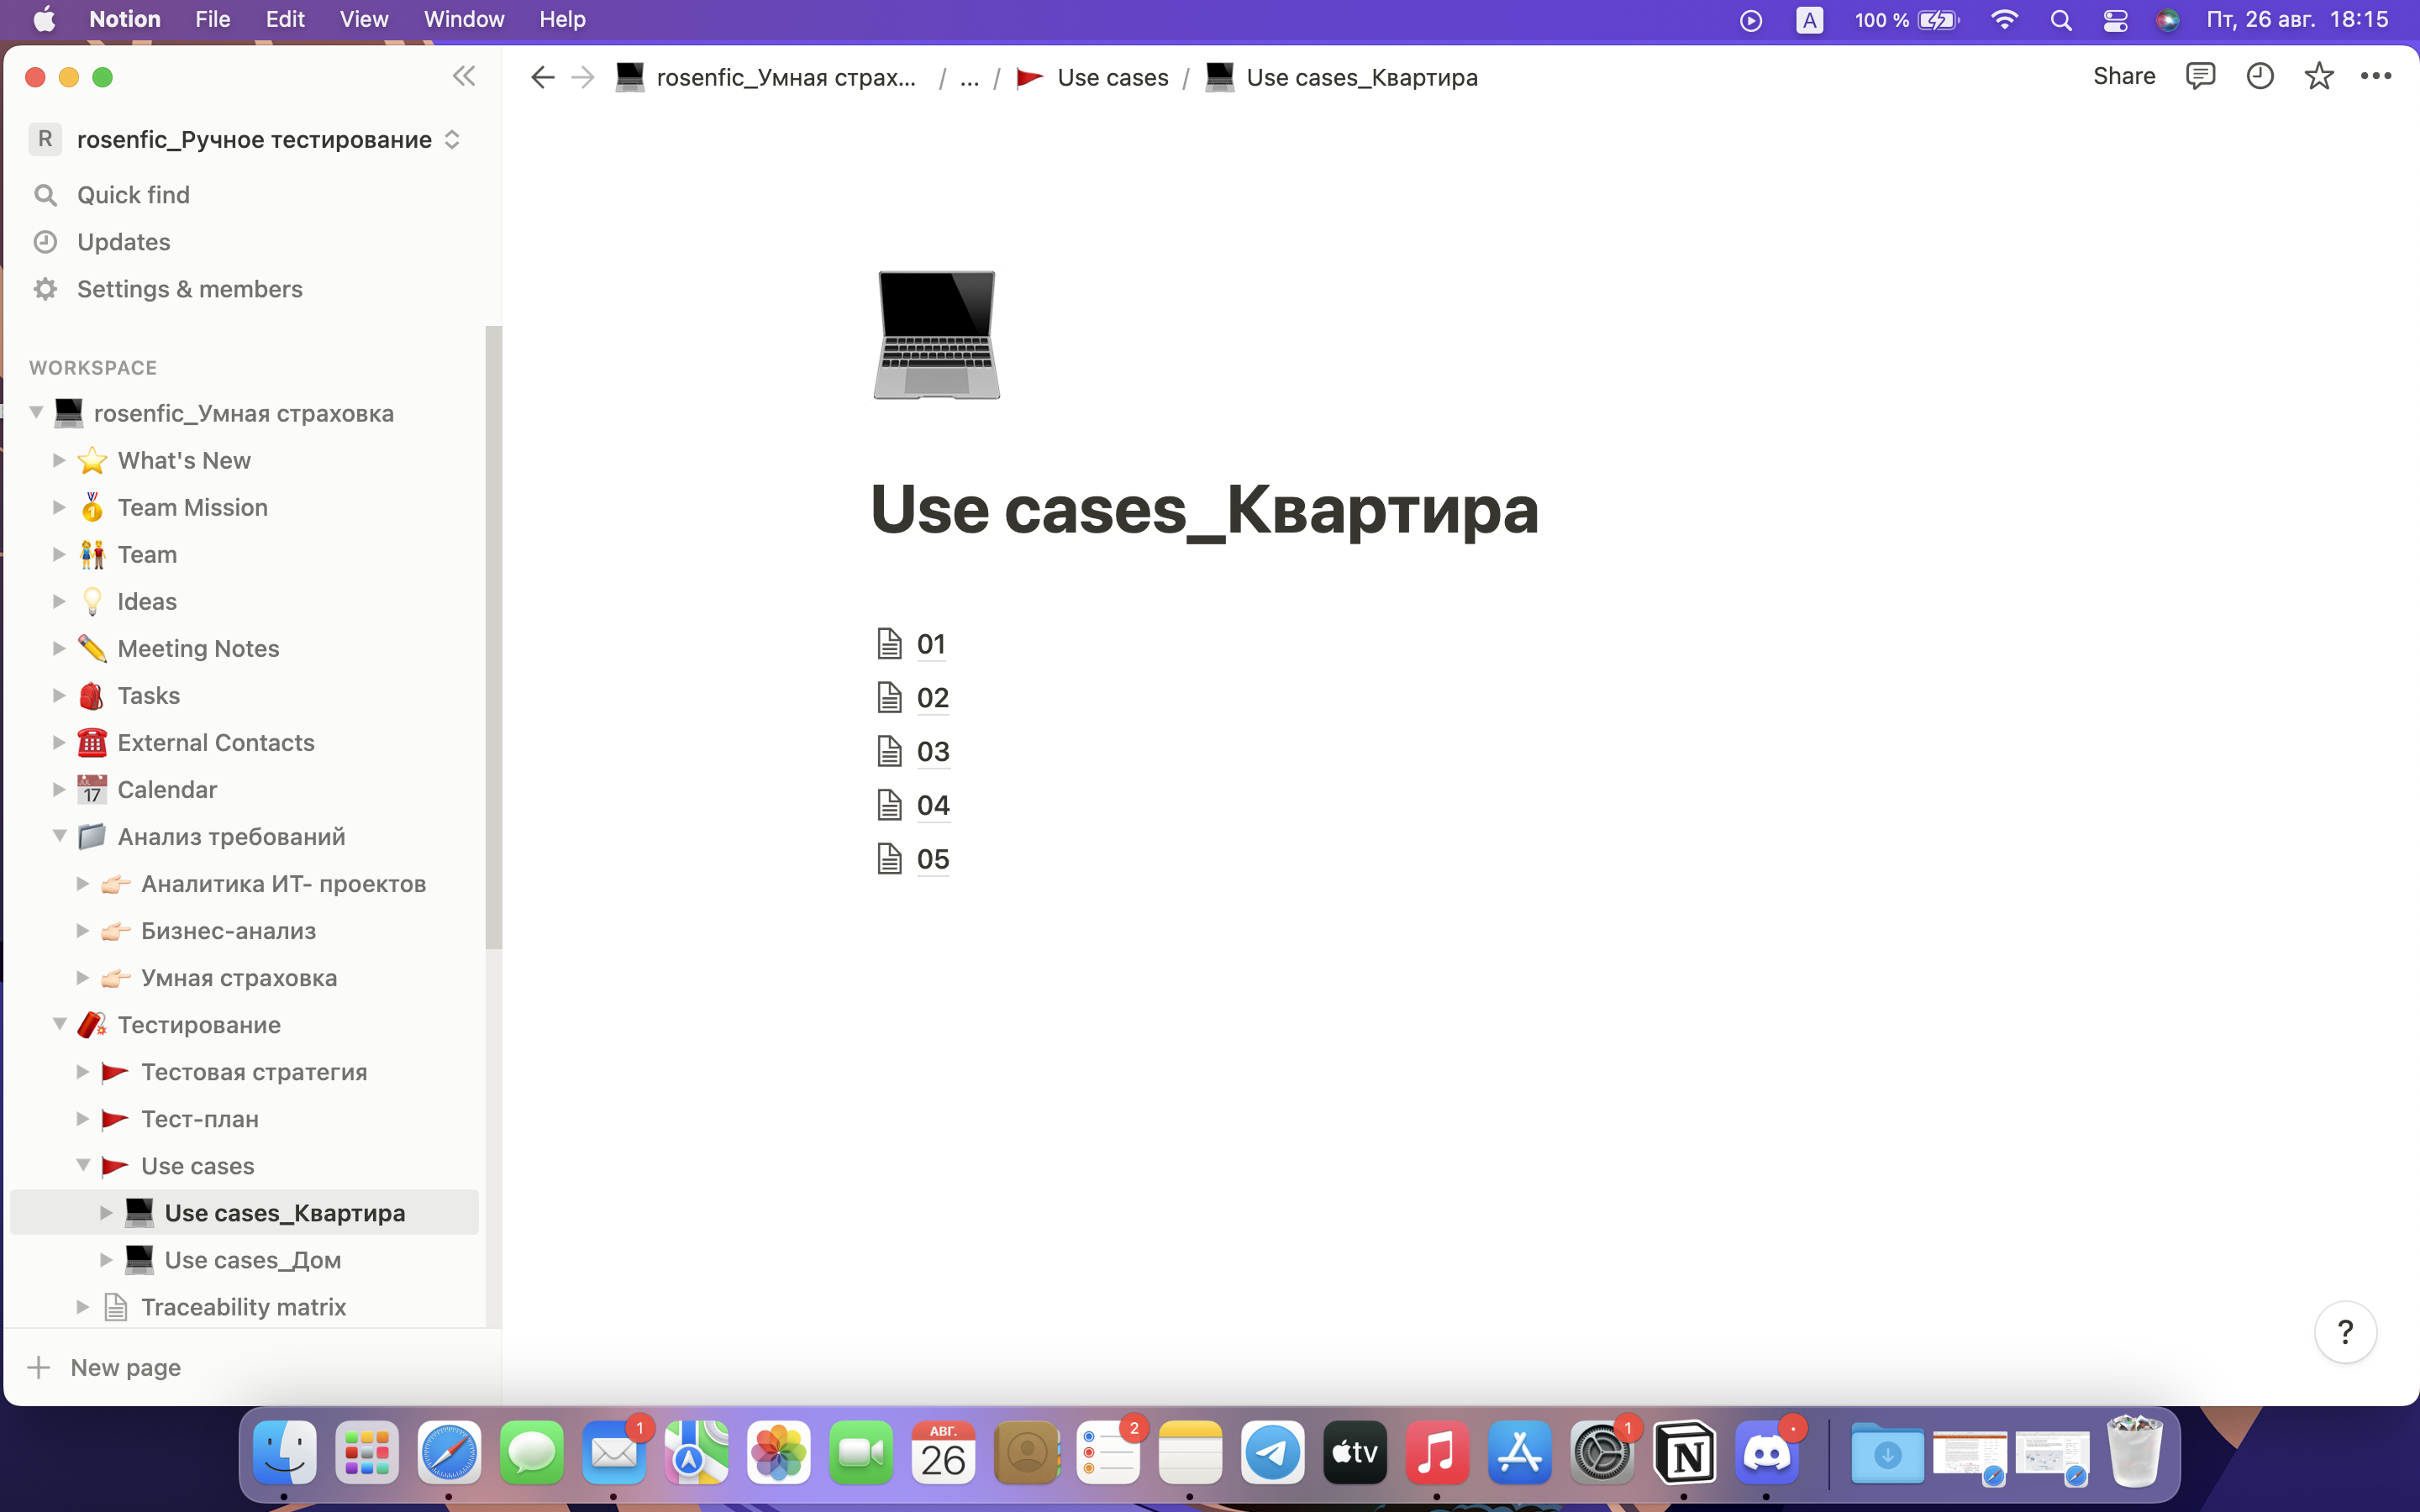 Notion File Edit View Window Help A 100 % Пт, 26 авг. 18:15
rosenfic_Умная страх... / ... / Use cases / Use cases_Квартира Share
R rosenfic_Ручное тестирование
Quick find
Updates
Settings & members
WORKSPACE
rosenfic_Умная страховка
What's New
Team Mission
Team
Ideas
Meeting Notes
Tasks
External Contacts
17 Calendar
Анализ требований
Аналитика ИТ- проектов
Бизнес-анализ
Умная страховка
Тестирование
Тестовая стратегия
Тест-план
Use cases
Use cases_Квартира
Use cases_Дом
Traceability matrix
New page
Use cases_Квартира
01
02
03
04
05
?
1
АВГ.
26
2
tv
1
N